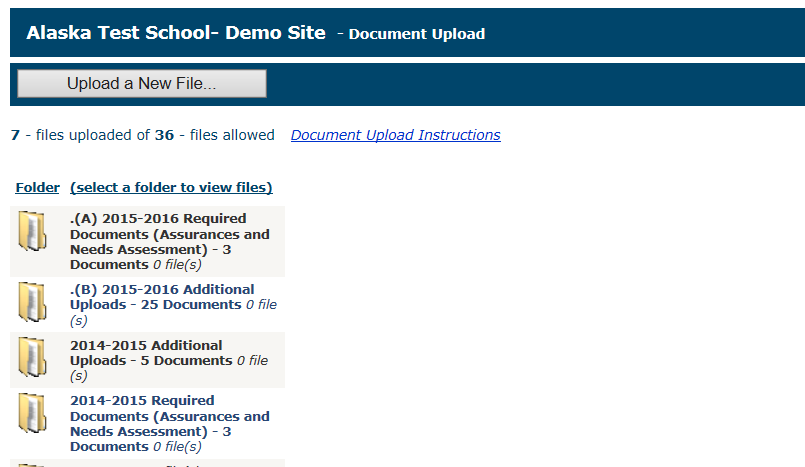 Alaska Test School- Demo Site - Document Upload
Upload a New File...
7 - files uploaded of 36 - files allowed Document Upload Instructions
Folder (select a folder to view files)
.(A) 2015-2016 Required
Documents (Assurances and
Needs Assessment) - 3
Documents 0 file(s)
.(B) 2015-2016 Additional
Uploads - 25 Documents 0 file
(s)
2014-2015 Additional
Uploads - 5 Documents 0 file
(s)
2014-2015 Required
Documents (Assurances and
Needs Assessment) - 3
Documents 0 file(s)